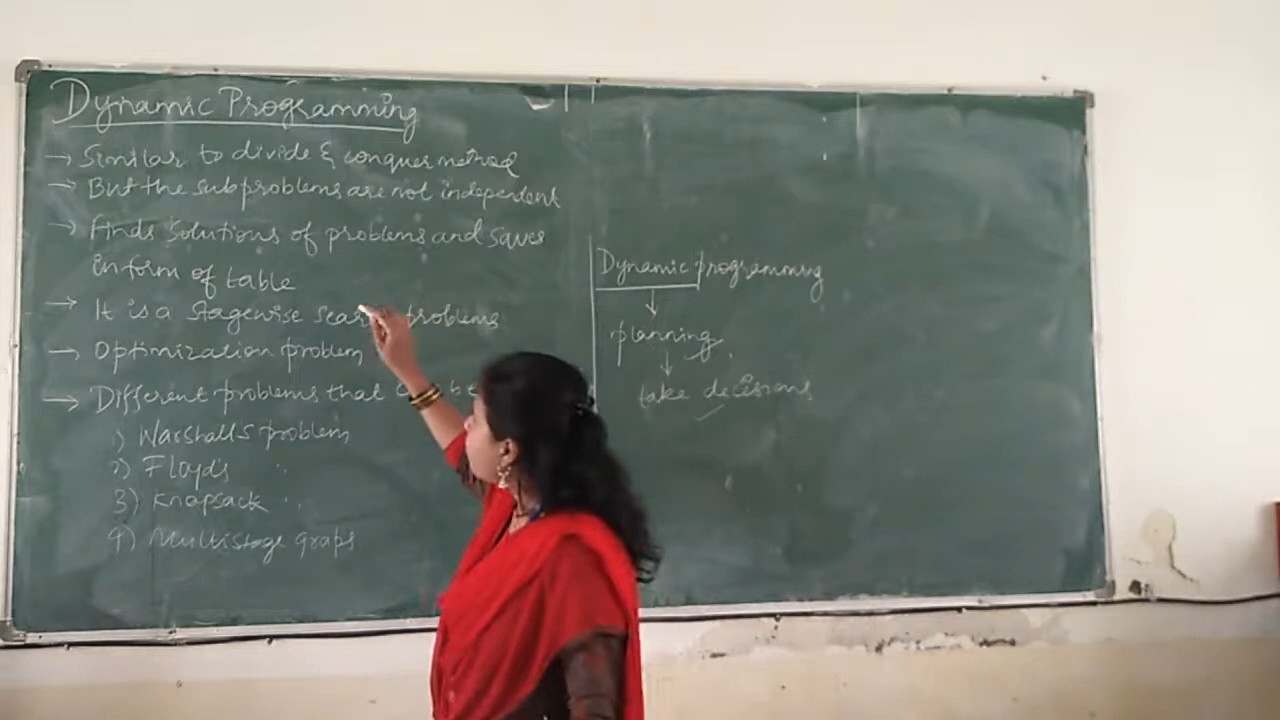 Dynamic Programming
→ Similar to divide & conquer method
→ But the subproblems are not independent
→ Finds solutions of problems and saves
in form of table
→ It is a stagewise search problems
→ Optimization problem
→ Different problems that
1) Warshall's problem
2) Floyd's "
3) Knapsack "
4) Multistage graps
Dynamic programming
↓
planning
↓
take decisions